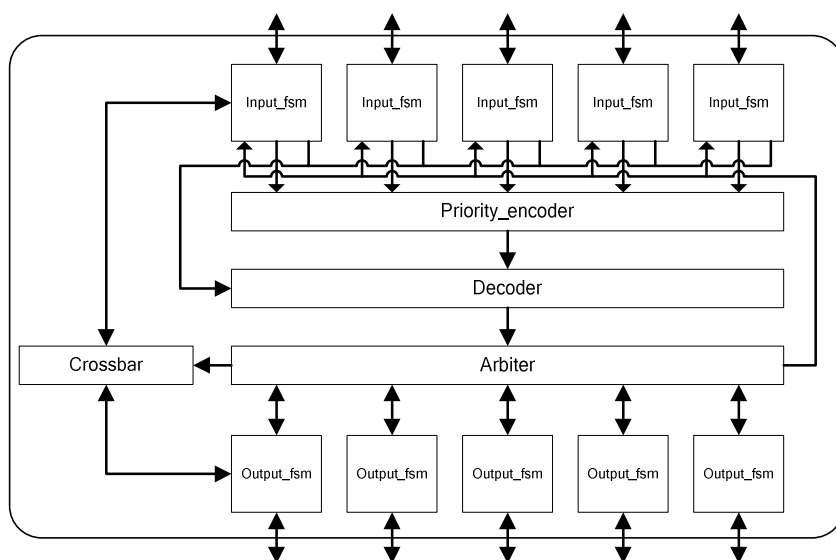 Input_fsm
Input_fsm
Input_fsm
Input_fsm
Input_fsm
Priority_encoder
Decoder
Crossbar
Arbiter
Output_fsm
Output_fsm
Output_fsm
Output_fsm
Output_fsm